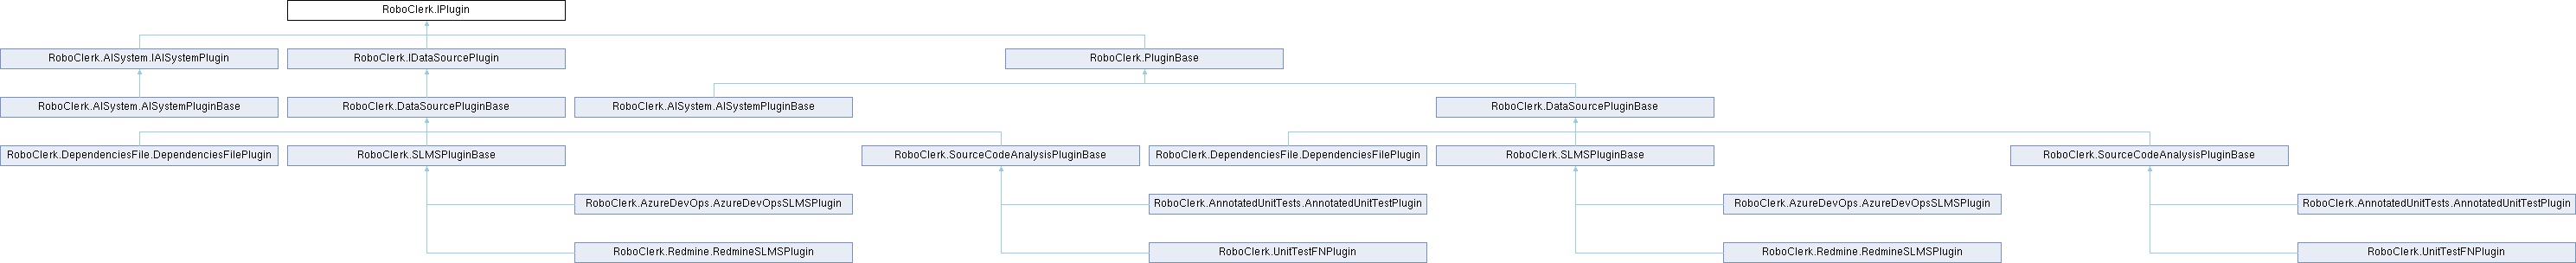 RoboClerk.IPlugin
RoboClerk.AISystem.IAISystemPlugin
RoboClerk.IDataSourcePlugin
RoboClerk.PluginBase
RoboClerk.AISystem.AISystemPluginBase
RoboClerk.DataSourcePluginBase
RoboClerk.AISystem.AISystemPluginBase
RoboClerk.DataSourcePluginBase
RoboClerk.DependenciesFile.DependenciesFilePlugin
RoboClerk.SLMSPluginBase
RoboClerk.SourceCodeAnalysisPluginBase
RoboClerk.DependenciesFile.DependenciesFilePlugin
RoboClerk.SLMSPluginBase
RoboClerk.SourceCodeAnalysisPluginBase
RoboClerk.AzureDevOps.AzureDevOpsSLMSPlugin
RoboClerk.AnnotatedUnitTests.AnnotatedUnitTestPlugin
RoboClerk.AzureDevOps.AzureDevOpsSLMSPlugin
RoboClerk.AnnotatedUnitTests.AnnotatedUnitTestPlugin
RoboClerk.Redmine.RedmineSLMSPlugin
RoboClerk.UnitTestFNPlugin
RoboClerk.Redmine.RedmineSLMSPlugin
RoboClerk.UnitTestFNPlugin